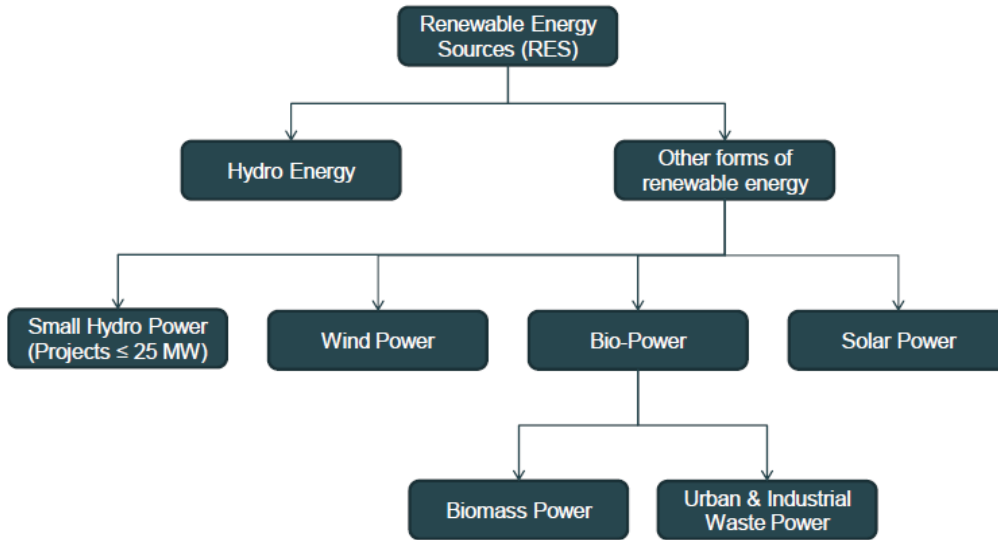 Renewable Energy
Sources (RES)
Hydro Energy
Other forms of
renewable energy
Small Hydro Power
(Projects ≤ 25 MW)
Wind Power
Bio-Power
Solar Power
Biomass Power
Urban & Industrial
Waste Power